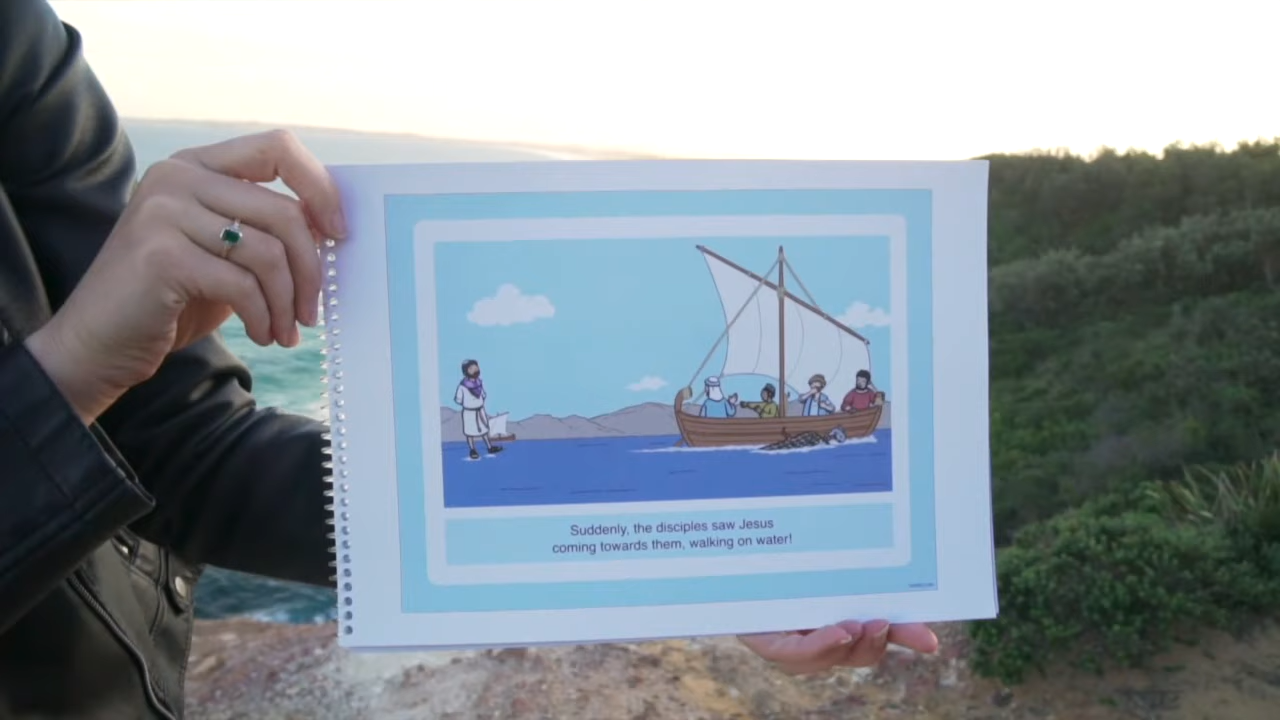 Suddenly, the disciples saw Jesus
coming towards them, walking on water!